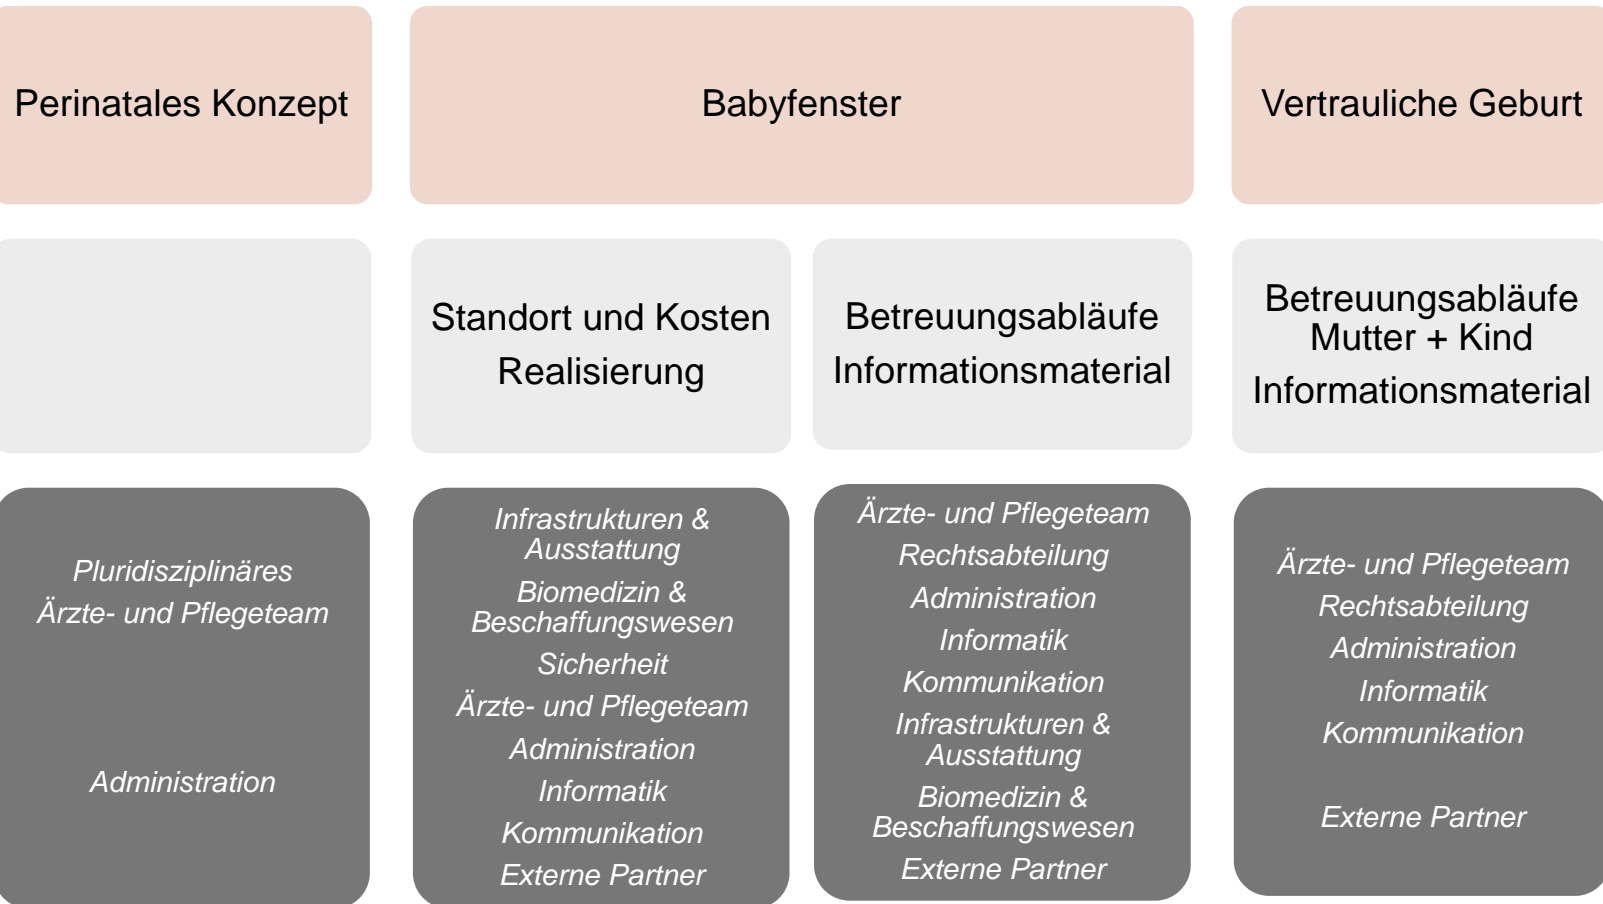 Perinatales Konzept
Babyfenster
Vertrauliche Geburt
Standort und Kosten
Realisierung
Betreuungsabläufe
Informationsmaterial
Betreuungsabläufe
Mutter + Kind
Informationsmaterial
Pluridisziplinäres
Ärzte- und Pflegeteam
Administration
Infrastrukturen &
Ausstattung
Biomedizin &
Beschaffungswesen
Sicherheit
Ärzte- und Pflegeteam
Administration
Informatik
Kommunikation
Externe Partner
Ärzte- und Pflegeteam
Rechtsabteilung
Administration
Informatik
Kommunikation
Infrastrukturen &
Ausstattung
Biomedizin &
Beschaffungswesen
Externe Partner
Ärzte- und Pflegeteam
Rechtsabteilung
Administration
Informatik
Kommunikation
Externe Partner